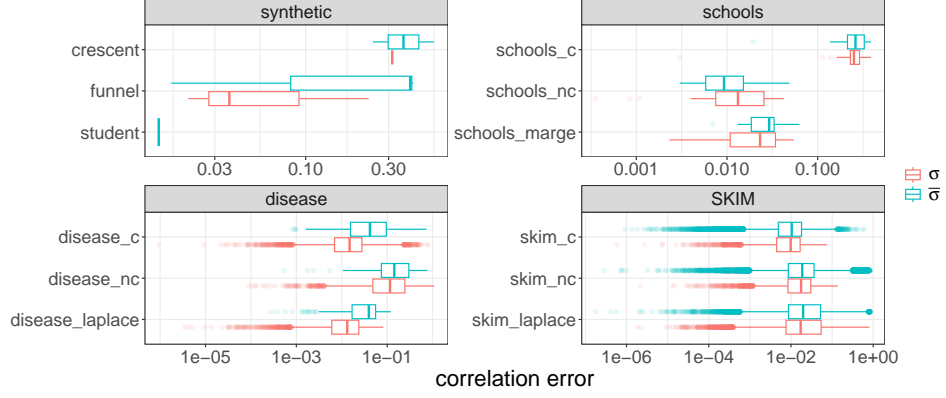 synthetic
crescent
funnel
student
0.03 0.10 0.30
schools
schools_c
schools_nc
schools_marge
0.001 0.010 0.100
disease
disease_c
disease_nc
disease_laplace
1e−05 1e−03 1e−01
SKIM
skim_c
skim_nc
skim_laplace
1e−06 1e−04 1e−02 1e+00
correlation error
σ
σ̅